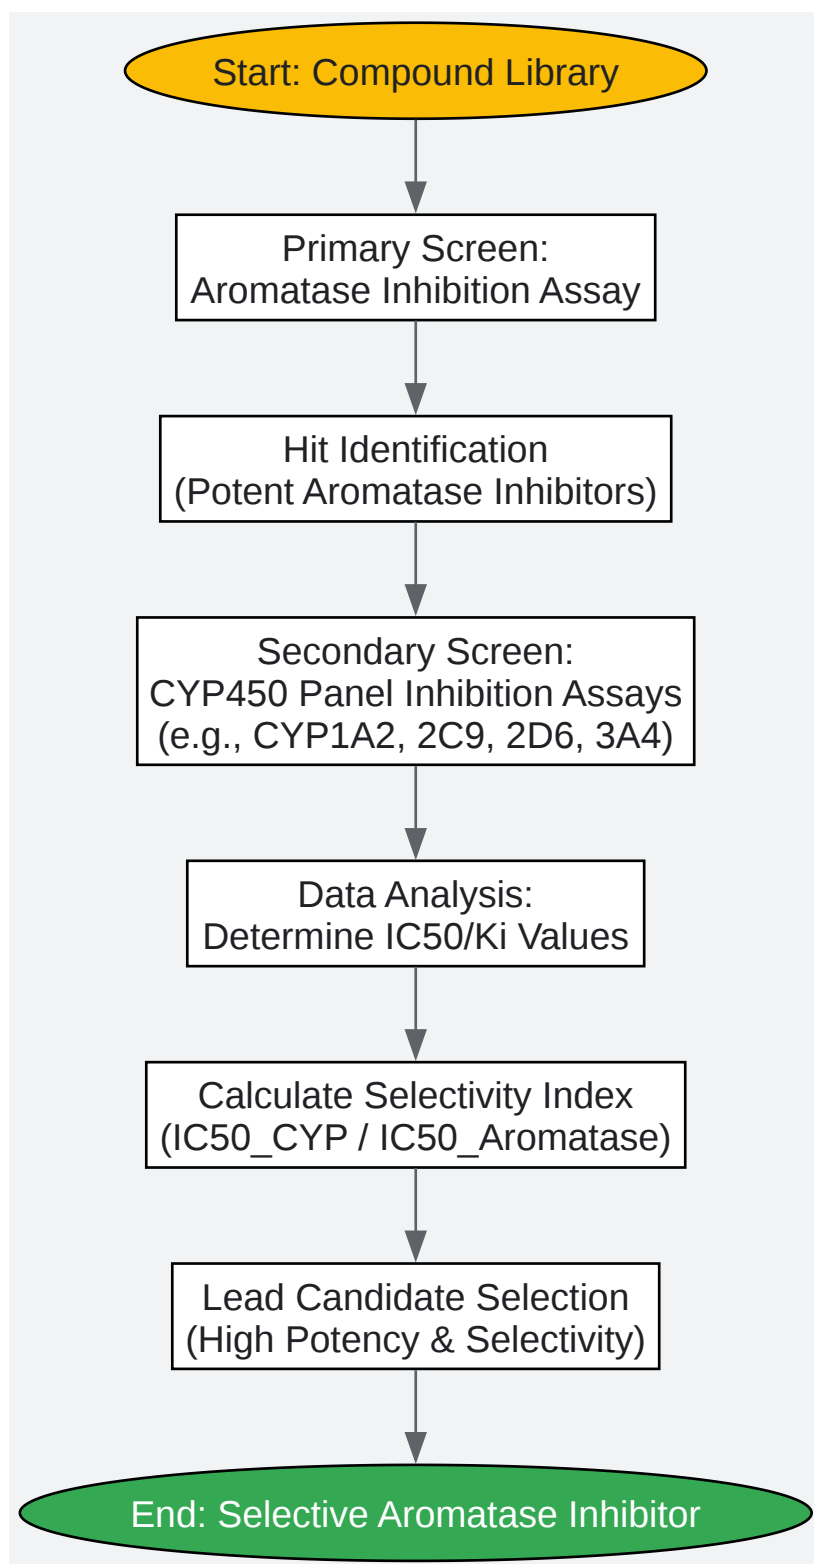 Start: Compound Library
Primary Screen:
Aromatase Inhibition Assay
Hit Identification
(Potent Aromatase Inhibitors)
Secondary Screen:
CYP450 Panel Inhibition Assays
(e.g., CYP1A2, 2C9, 2D6, 3A4)
Data Analysis:
Determine IC50/Ki Values
Calculate Selectivity Index
(IC50_CYP / IC50_Aromatase)
Lead Candidate Selection
(High Potency & Selectivity)
End: Selective Aromatase Inhibitor